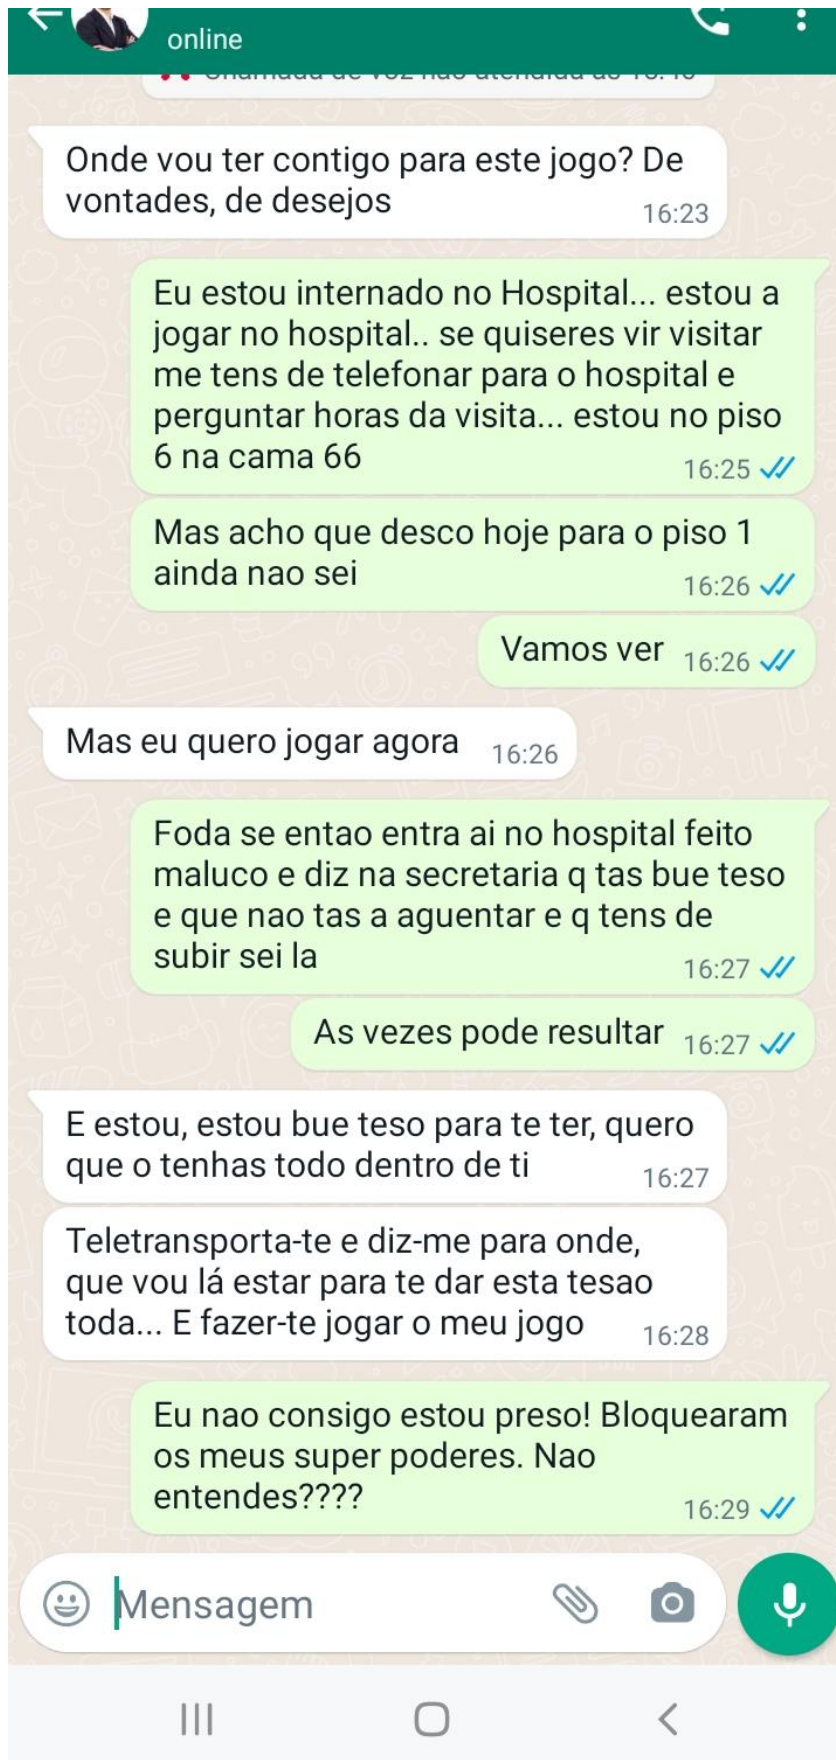 online
Onde vou ter contigo para este jogo? De
vontades, de desejos
16:23
Eu estou internado no Hospital... estou a
jogar no hospital.. se quiseres vir visitar
me tens de telefonar para o hospital e
perguntar horas da visita... estou no piso
6 na cama 66
16:25
Mas acho que desco hoje para o piso 1
ainda nao sei
16:26
Vamos ver 16:26
Mas eu quero jogar agora 16:26
Foda se entao entra ai no hospital feito
maluco e diz na secretaria q tas bue teso
e que nao tas a aguentar e q tens de
subir sei la
16:27
As vezes pode resultar 16:27
E estou, estou bue teso para te ter, quero
que o tenhas todo dentro de ti
16:27
Teletransporta-te e diz-me para onde,
que vou lá estar para te dar esta tesao
toda... E fazer-te jogar o meu jogo
16:28
Eu nao consigo estou preso! Bloquearam
os meus super poderes. Nao
entendes????
16:29
Mensagem